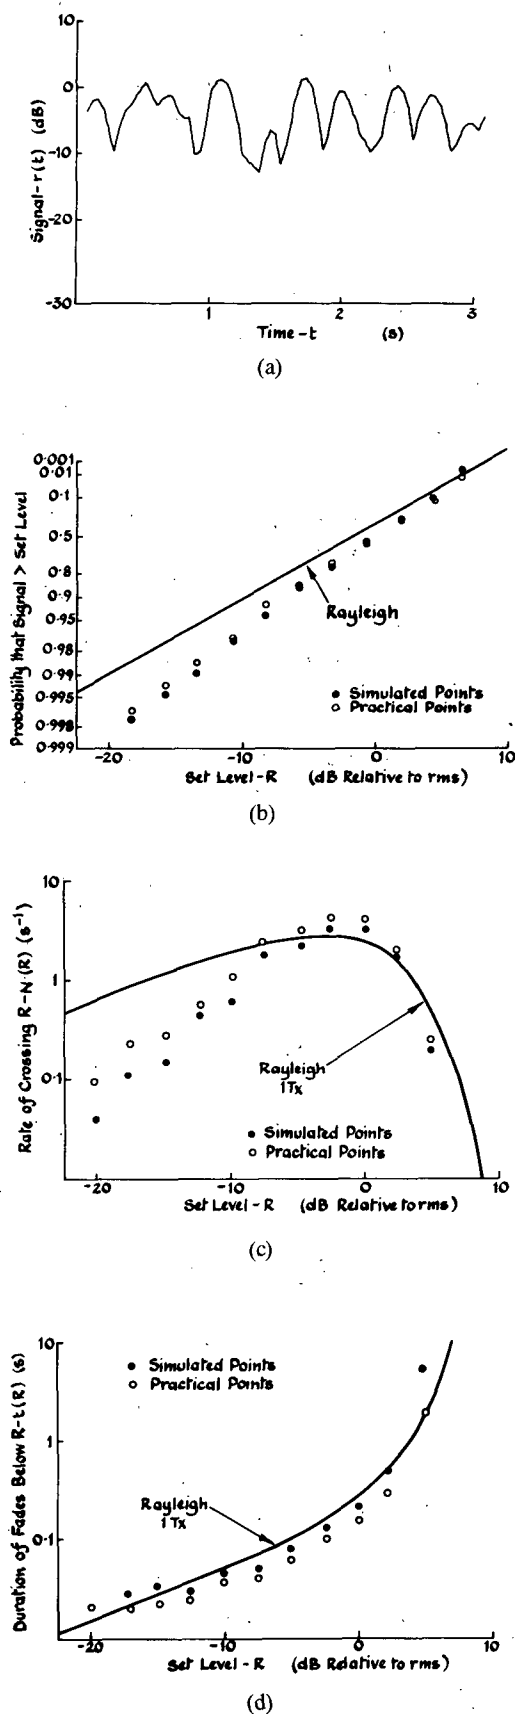 10
0
-10
-20
-30
Signal-r(t) (dB)
1
2
3
Time-t (s)
(a)
0.001
0.01
0.1
0.5
0.8
0.9
0.95
0.98
0.99
0.995
0.998
0.999
Probability that Signal > Set Level
Rayleigh
Simulated Points
Practical Points
-20
-10
0
10
Set Level-R (dB Relative to rms)
(b)
10
1
0.1
Rate of Crossing R-N(R) (s⁻¹)
Rayleigh
1Tx
Simulated Points
Practical Points
-20
-10
0
10
Set Level-R (dB Relative to rms)
(c)
10
1
0.1
Duration of Fades Below R-t(R) (s)
Simulated Points
Practical Points
Rayleigh
1Tx
-20
-10
0
10
Set Level-R (dB Relative to rms)
(d)